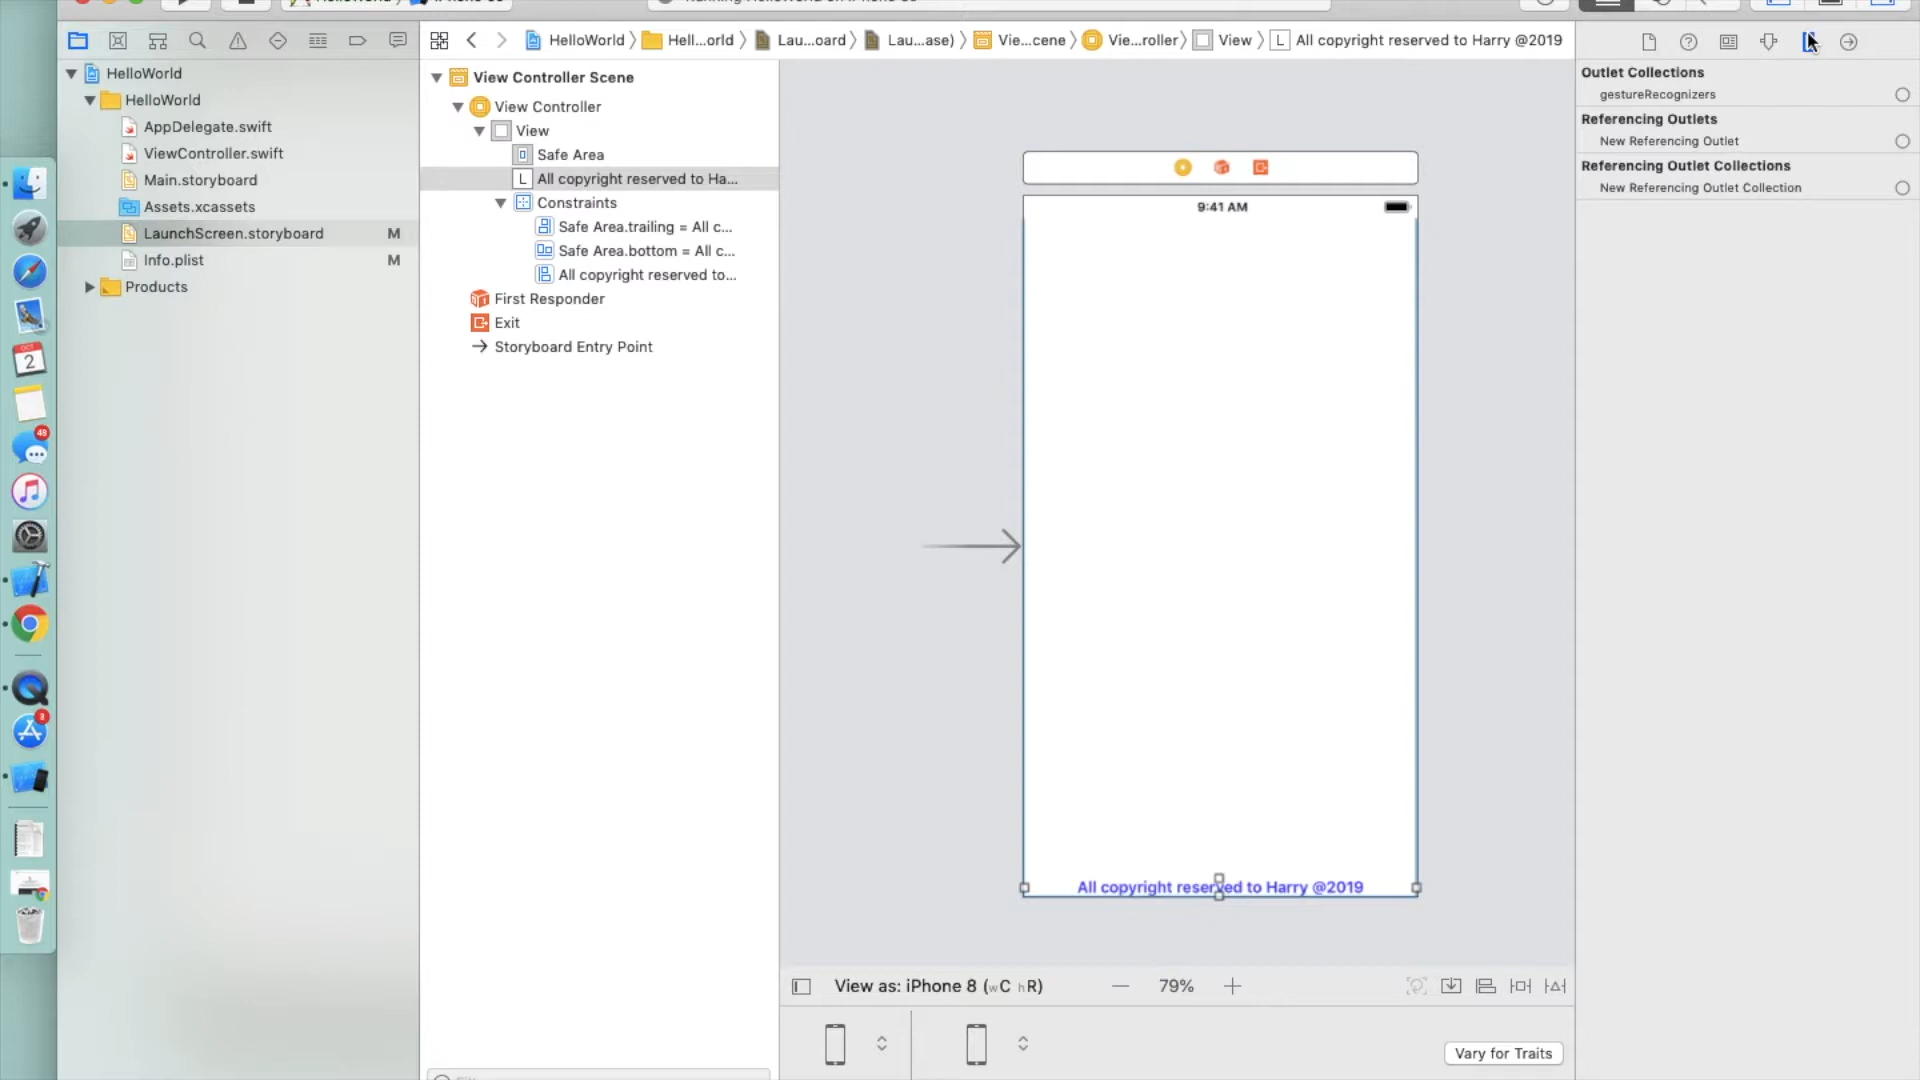 HelloWorld
Hell...orld
Lau...oard
Lau...ase)
Vie...cene
Vie...roller
View
L
All copyright reserved to Harry @2019
HelloWorld
HelloWorld
AppDelegate.swift
ViewController.swift
Main.storyboard
Assets.xcassets
LaunchScreen.storyboard M
Info.plist M
Products
View Controller Scene
View Controller
View
Safe Area
L All copyright reserved to Ha...
Constraints
Safe Area.trailing = All c...
Safe Area.bottom = All c...
All copyright reserved to...
First Responder
Exit
Storyboard Entry Point
9:41 AM
All copyright reserved to Harry @2019
View as: iPhone 8 (wC hR)
79%
Vary for Traits
Outlet Collections
gestureRecognizers
Referencing Outlets
New Referencing Outlet
Referencing Outlet Collections
New Referencing Outlet Collection
OCT
2
48